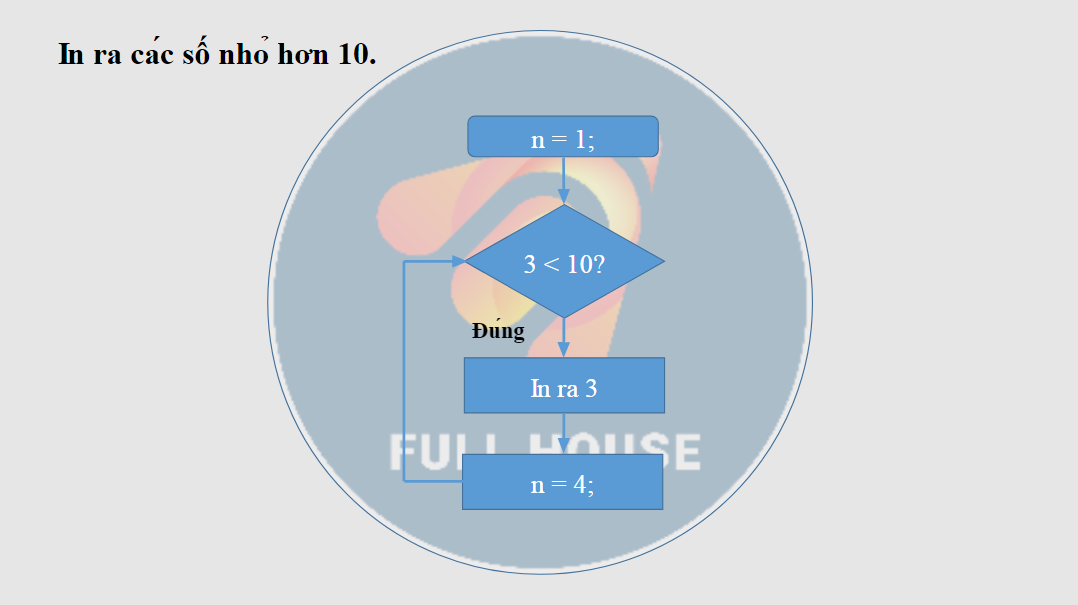 In ra các số nhỏ hơn 10.
n = 1;
3 < 10?
Đúng
In ra 3
FULL HOUSE
n = 4;